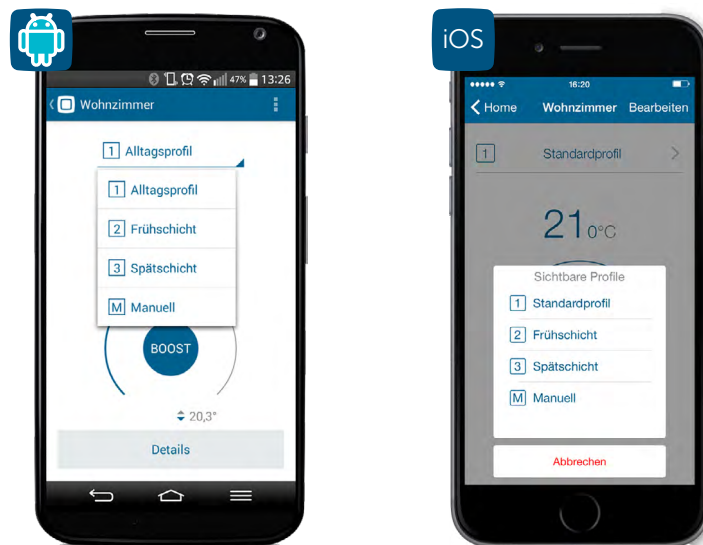 47% 13:26
Wohnzimmer
1 Alltagsprofil
1 Alltagsprofil
2 Frühschicht
3 Spätschicht
M Manuell
BOOST
20,3°
Details
iOS
16:20
Home Wohnzimmer Bearbeiten
1 Standardprofil
21 0°C
Sichtbare Profile
1 Standardprofil
2 Frühschicht
3 Spätschicht
M Manuell
Abbrechen